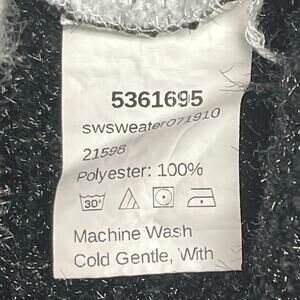 5361695
swsweater071910
21598
Polyester: 100%
30°
Machine Wash
Cold Gentle, With